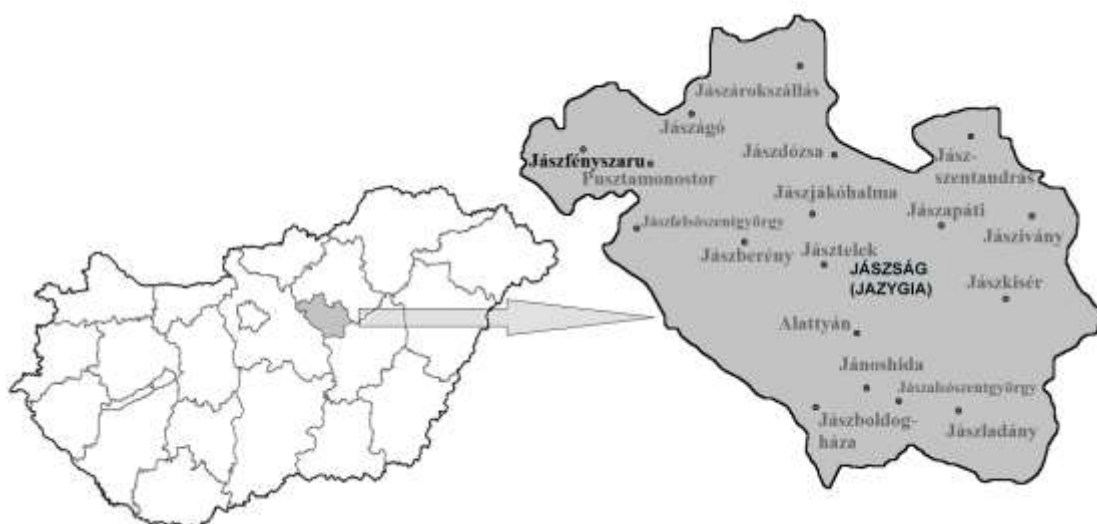 Jászárokszállás
Jászágó
Jászfényszaru
Pusztamonostor
Jászdózsa
Jász-
szentandrás
Jászjákóhalma
Jászapáti
Jászfelsőszentgyörgy
Jászivány
Jászberény
Jásztelek
JÁSZSÁG
(JAZYGIA)
Jászkisér
Alattyán
Jánoshida
Jászalsószentgyörgy
Jászboldog-
háza
Jászladány